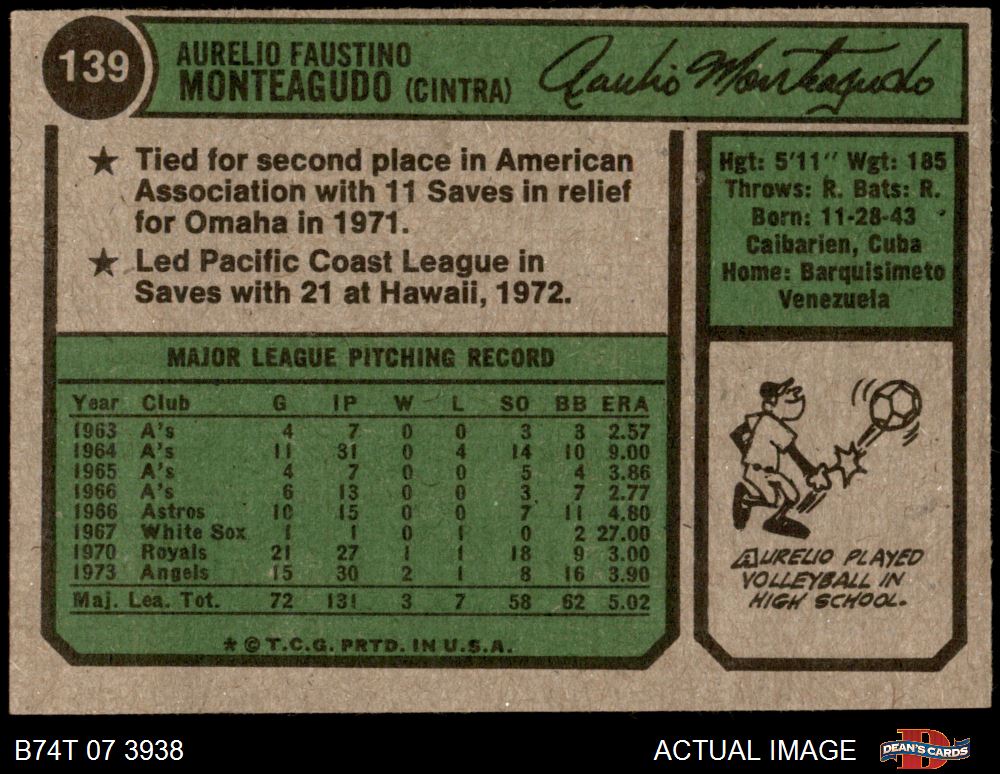 139
AURELIO FAUSTINO
MONTEAGUDO (CINTRA)
Aurelio Monteagudo
★ Tied for second place in American
Association with 11 Saves in relief
for Omaha in 1971.
★ Led Pacific Coast League in
Saves with 21 at Hawaii, 1972.
Hgt: 5'11" Wgt: 185
Throws: R. Bats: R.
Born: 11-28-43
Caibarien, Cuba
Home: Barquisimeto
Venezuela
MAJOR LEAGUE PITCHING RECORD
Year Club G IP W L SO BB ERA
1963 A's 4 7 0 0 3 3 2.57
1964 A's 11 31 0 4 14 10 9.00
1965 A's 4 7 0 0 5 4 3.86
1966 A's 6 13 0 0 3 7 2.77
1966 Astros 10 15 0 0 7 11 4.80
1967 White Sox 1 1 0 1 0 2 27.00
1970 Royals 21 27 1 1 18 9 3.00
1973 Angels 15 30 2 1 8 16 3.90
Maj. Lea. Tot. 72 131 3 7 58 62 5.02
★ © T.C.G. PRTD. IN U.S.A.
AURELIO PLAYED
VOLLEYBALL IN
HIGH SCHOOL.
B74T 07 3938
ACTUAL IMAGE
DEAN'S CARDS